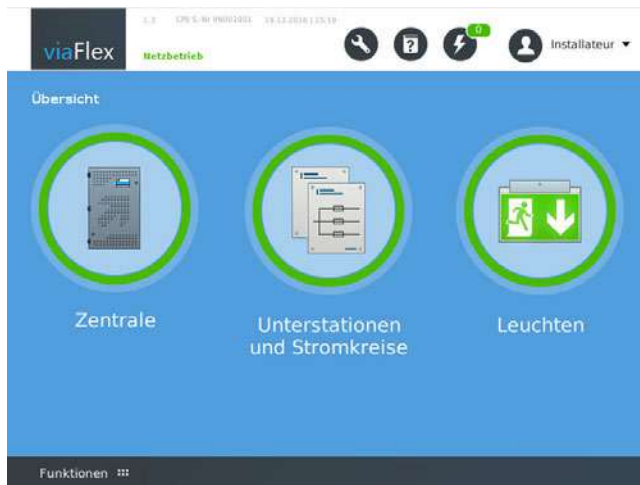 viaFlex
Netzbetrieb
0
Installateur
Übersicht
Zentrale
Unterstationen
und Stromkreise
Leuchten
Funktionen